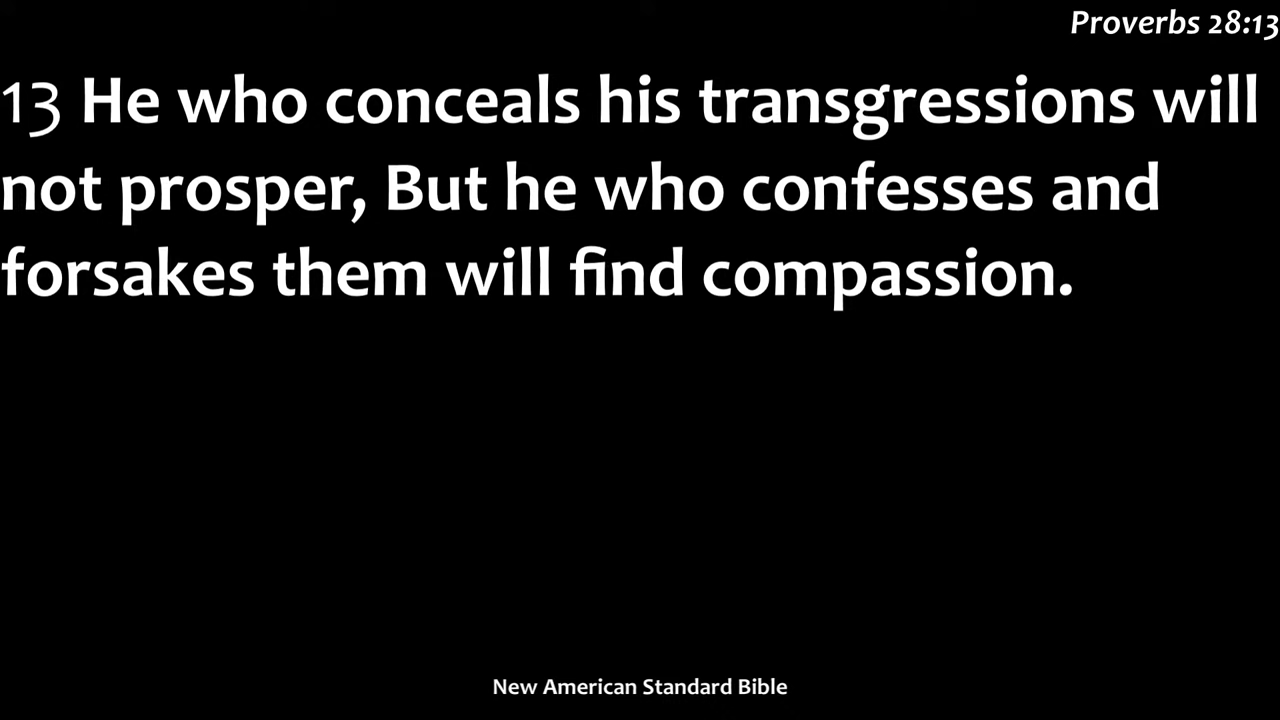 Proverbs 28:13
13 He who conceals his transgressions will
not prosper, But he who confesses and
forsakes them will find compassion.
New American Standard Bible